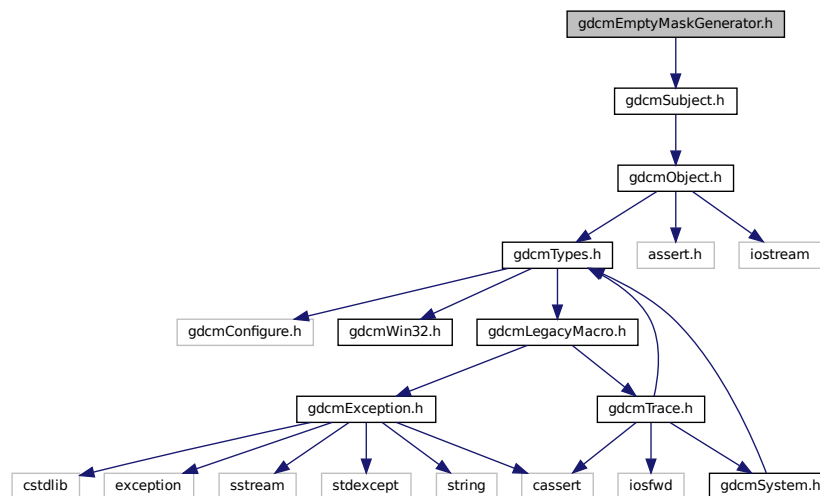 gdcmEmptyMaskGenerator.h
gdcmSubject.h
gdcmObject.h
gdcmTypes.h
assert.h
iostream
gdcmConfigure.h
gdcmWin32.h
gdcmLegacyMacro.h
gdcmException.h
gdcmTrace.h
cstdlib
exception
sstream
stdexcept
string
cassert
iosfwd
gdcmSystem.h